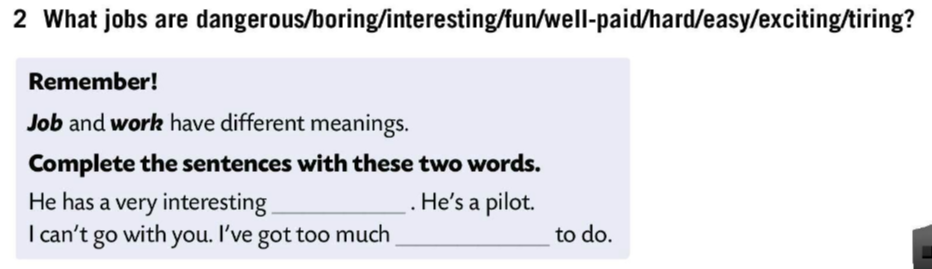 2 What jobs are dangerous/boring/interesting/fun/well-paid/hard/easy/exciting/tiring?
Remember!
Job and work have different meanings.
Complete the sentences with these two words.
He has a very interesting ____________ . He's a pilot.
I can't go with you. I've got too much ______________ to do.